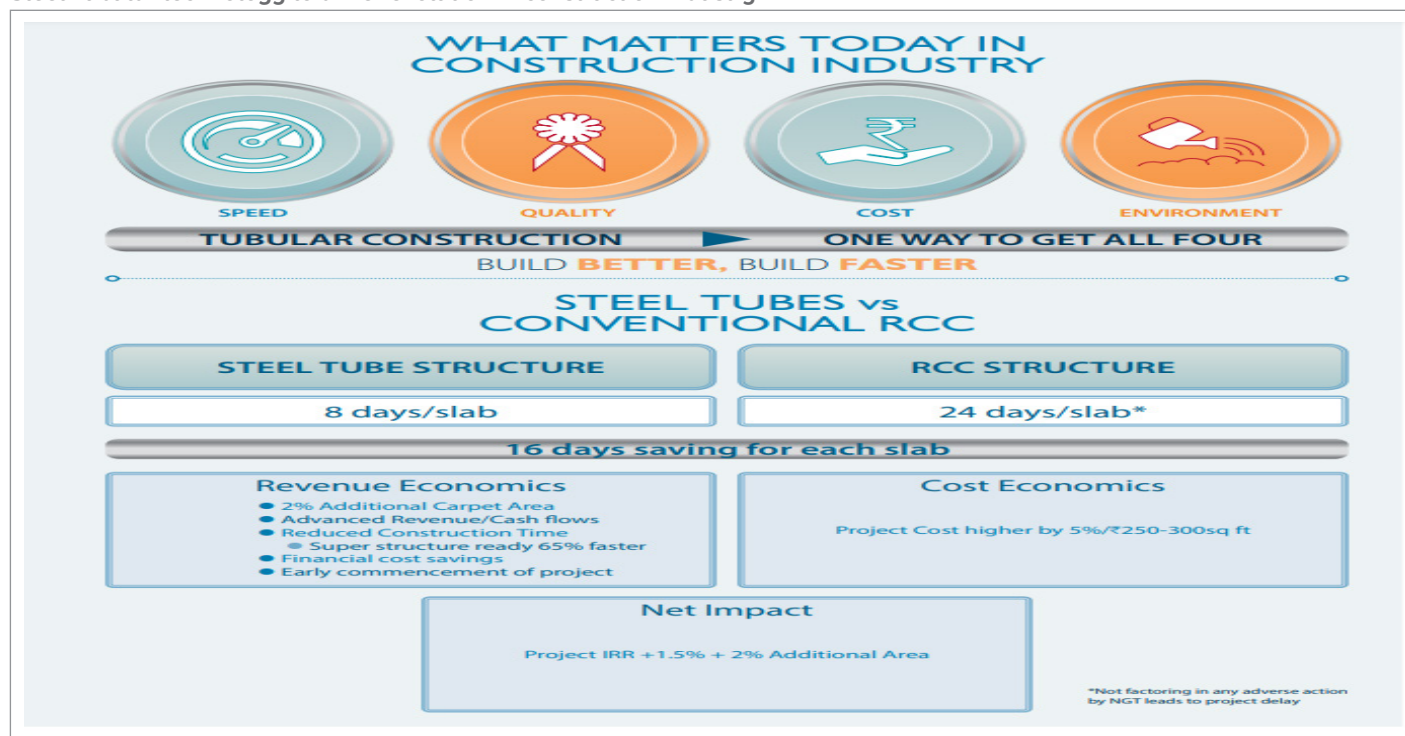 WHAT MATTERS TODAY IN
CONSTRUCTION INDUSTRY
SPEED
QUALITY
COST
ENVIRONMENT
TUBULAR CONSTRUCTION
ONE WAY TO GET ALL FOUR
BUILD BETTER, BUILD FASTER
STEEL TUBES vs
CONVENTIONAL RCC
STEEL TUBE STRUCTURE
RCC STRUCTURE
8 days/slab
24 days/slab*
16 days saving for each slab
Revenue Economics
2% Additional Carpet Area
Advanced Revenue/Cash flows
Reduced Construction Time
Super structure ready 65% faster
Financial cost savings
Early commencement of project
Cost Economics
Project Cost higher by 5%/₹250-300sq ft
Net Impact
Project IRR +1.5% + 2% Additional Area
*Not factoring in any adverse action
by NGT leads to project delay